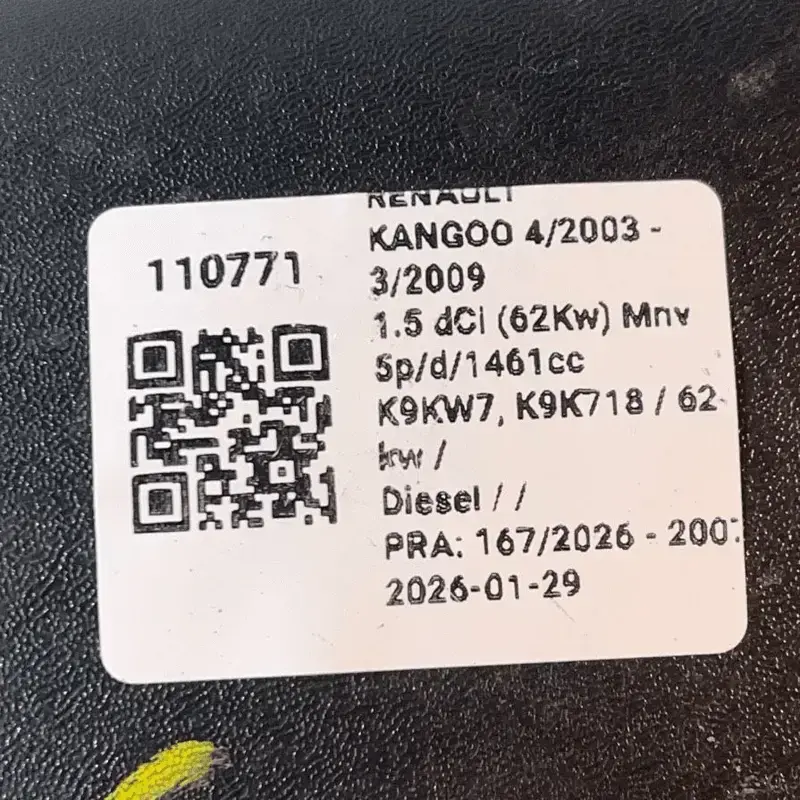 110771
RENAULT
KANGOO 4/2003 -
3/2009
1.5 dCi (62Kw) Mnv
5p/d/1461cc
K9KW7, K9K718 / 62
kw /
Diesel / /
PRA: 167/2026 - 2007
2026-01-29